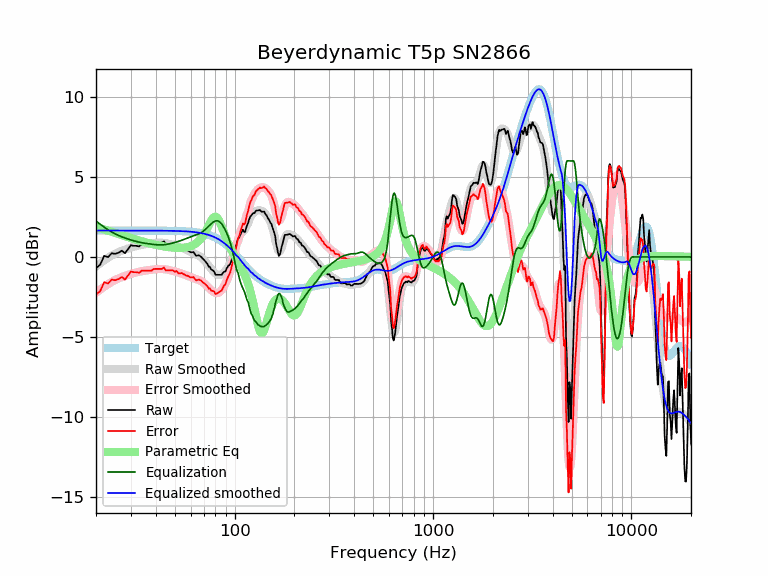 Beyerdynamic T5p SN2866
10
5
0
−5
−10
−15
Amplitude (dBr)
Target
Raw Smoothed
Error Smoothed
Raw
Error
Parametric Eq
Equalization
Equalized smoothed
100
1000
10000
Frequency (Hz)